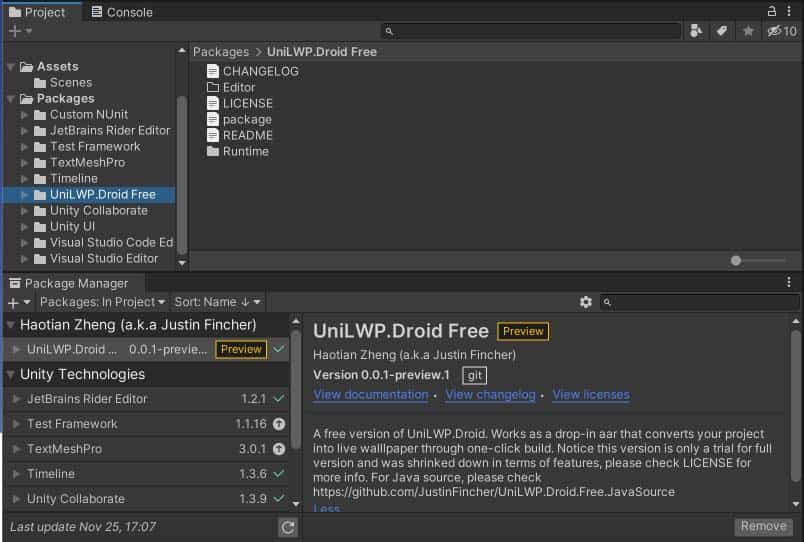 Project
Console
10
Assets
Scenes
Packages
Custom NUnit
JetBrains Rider Editor
Test Framework
TextMeshPro
Timeline
UniLWP.Droid Free
Unity Collaborate
Unity UI
Visual Studio Code Ed
Visual Studio Editor
Packages > UniLWP.Droid Free
CHANGELOG
Editor
LICENSE
package
README
Runtime
Package Manager
Packages: In Project
Sort: Name ↓
Haotian Zheng (a.k.a Justin Fincher)
UniLWP.Droid ... 0.0.1-previe... Preview
Unity Technologies
JetBrains Rider Editor 1.2.1
Test Framework 1.1.16
TextMeshPro 3.0.1
Timeline 1.3.6
Unity Collaborate 1.3.9
Last update Nov 25, 17:07
UniLWP.Droid Free Preview
Haotian Zheng (a.k.a Justin Fincher)
Version 0.0.1-preview.1 git
View documentation • View changelog • View licenses
A free version of UniLWP.Droid. Works as a drop-in aar that converts your project
into live walllpaper through one-click build. Notice this version is only a trial for full
version and was shrinked down in terms of features, please check LICENSE for
more info. For Java source, please check
https://github.com/JustinFincher/UniLWP.Droid.Free.JavaSource
Less
Remove